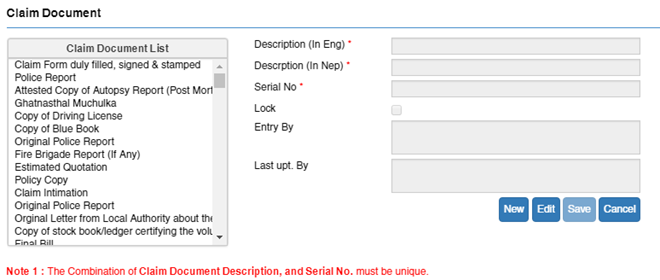 Claim Document
Claim Document List
Claim Form duly filled, signed & stamped
Police Report
Attested Copy of Autopsy Report (Post Mort
Ghatnasthal Muchulka
Copy of Driving License
Copy of Blue Book
Original Police Report
Fire Brigade Report (If Any)
Estimated Quotation
Policy Copy
Claim Intimation
Original Police Report
Orginal Letter from Local Authority about the
Copy of stock book/ledger certifying the volu
Final Bill
Description (In Eng) *
Descrption (In Nep) *
Serial No *
Lock
Entry By
Last upt. By
New Edit Save Cancel
Note 1 : The Combination of Claim Document Description, and Serial No. must be unique.